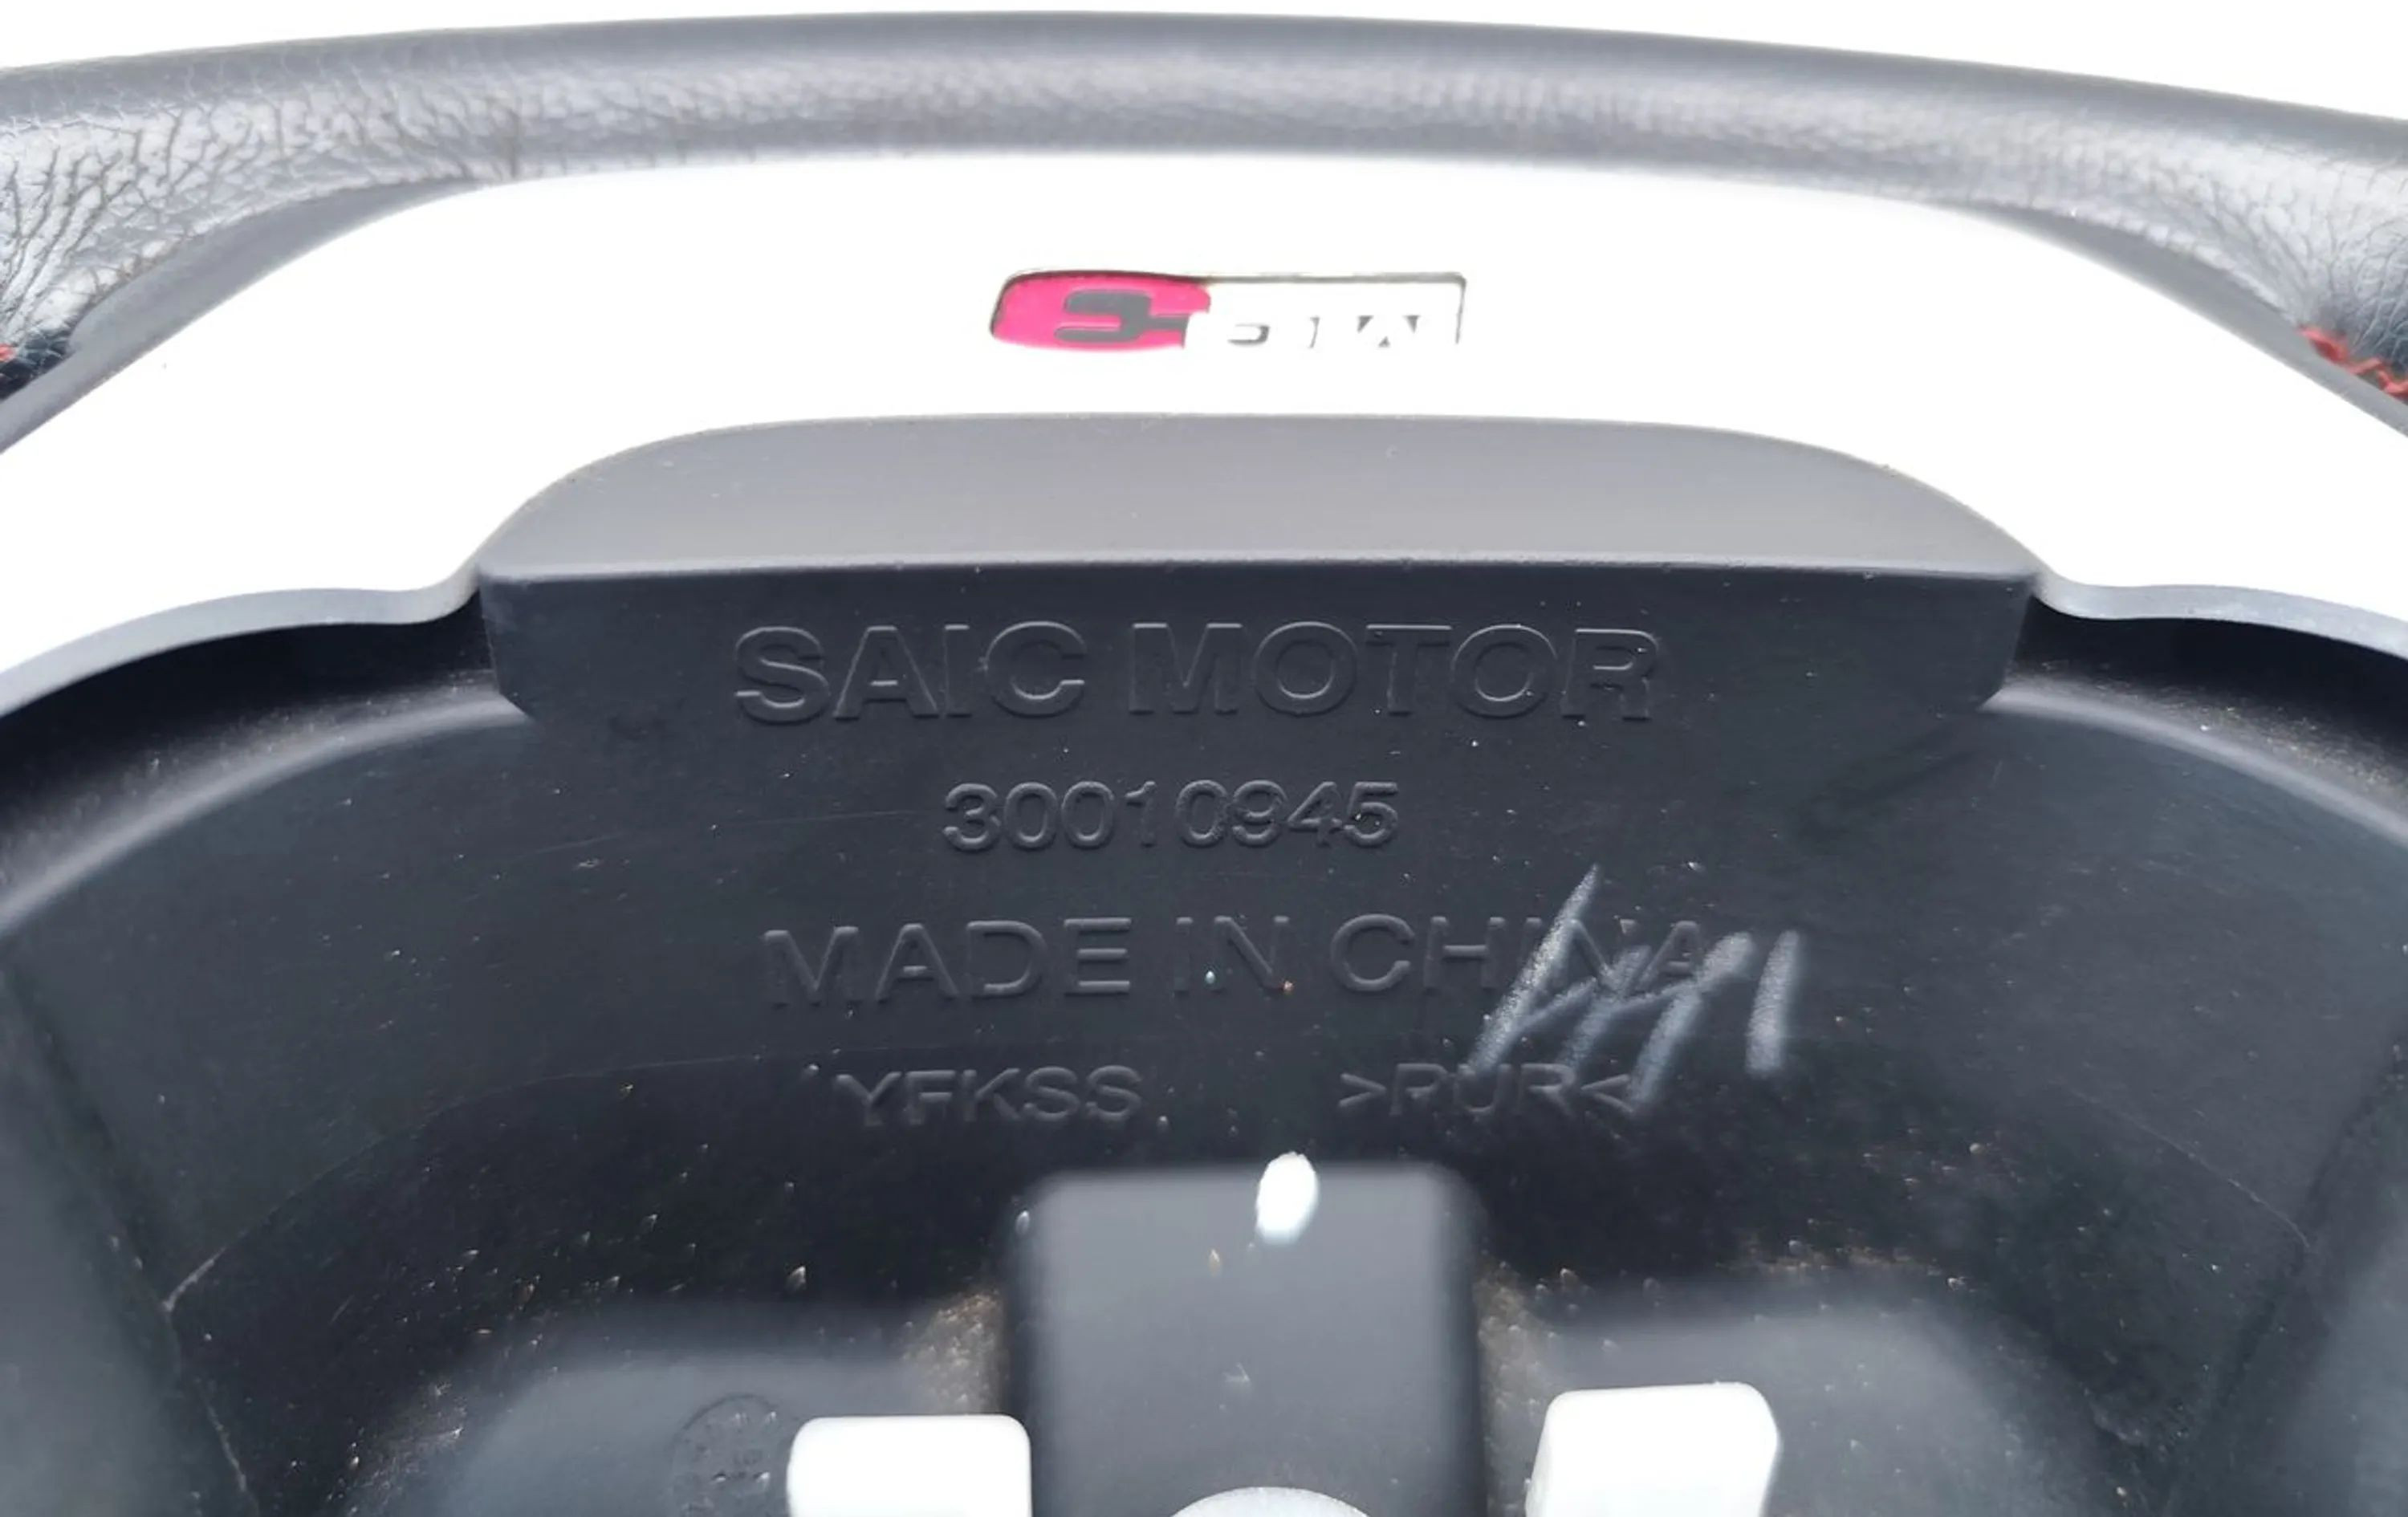 SAIC MOTOR
30010945
MADE IN CHINA
YFKSS >PUR<